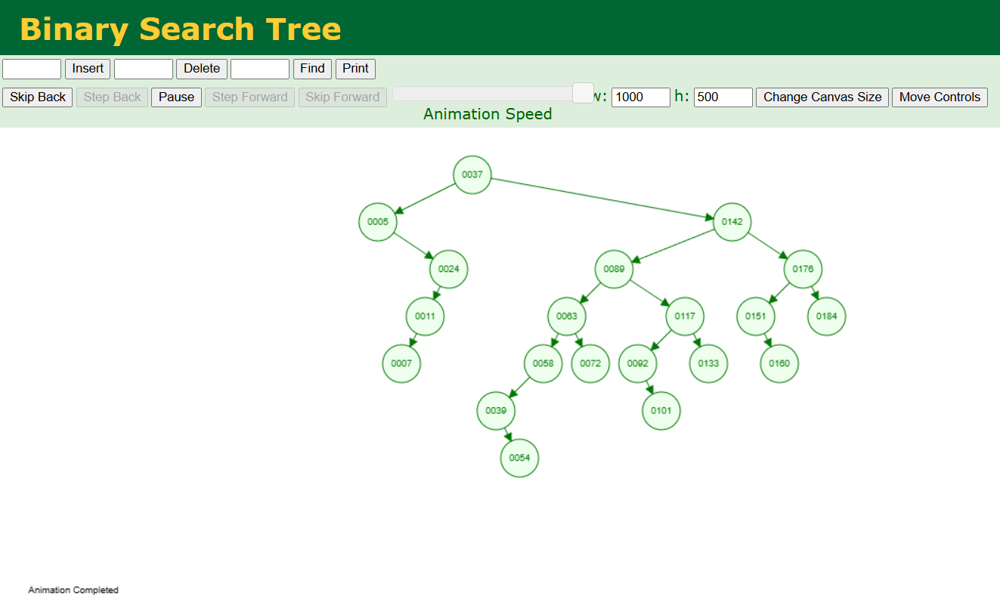 Binary Search Tree
Insert Delete Find Print
Skip Back Step Back Pause Step Forward Skip Forward w: 1000 h: 500 Change Canvas Size Move Controls
Animation Speed
0037
0005 0142
0024 0089 0176
0011 0063 0117 0151 0184
0007 0058 0072 0092 0133 0160
0039 0101
0054
Animation Completed